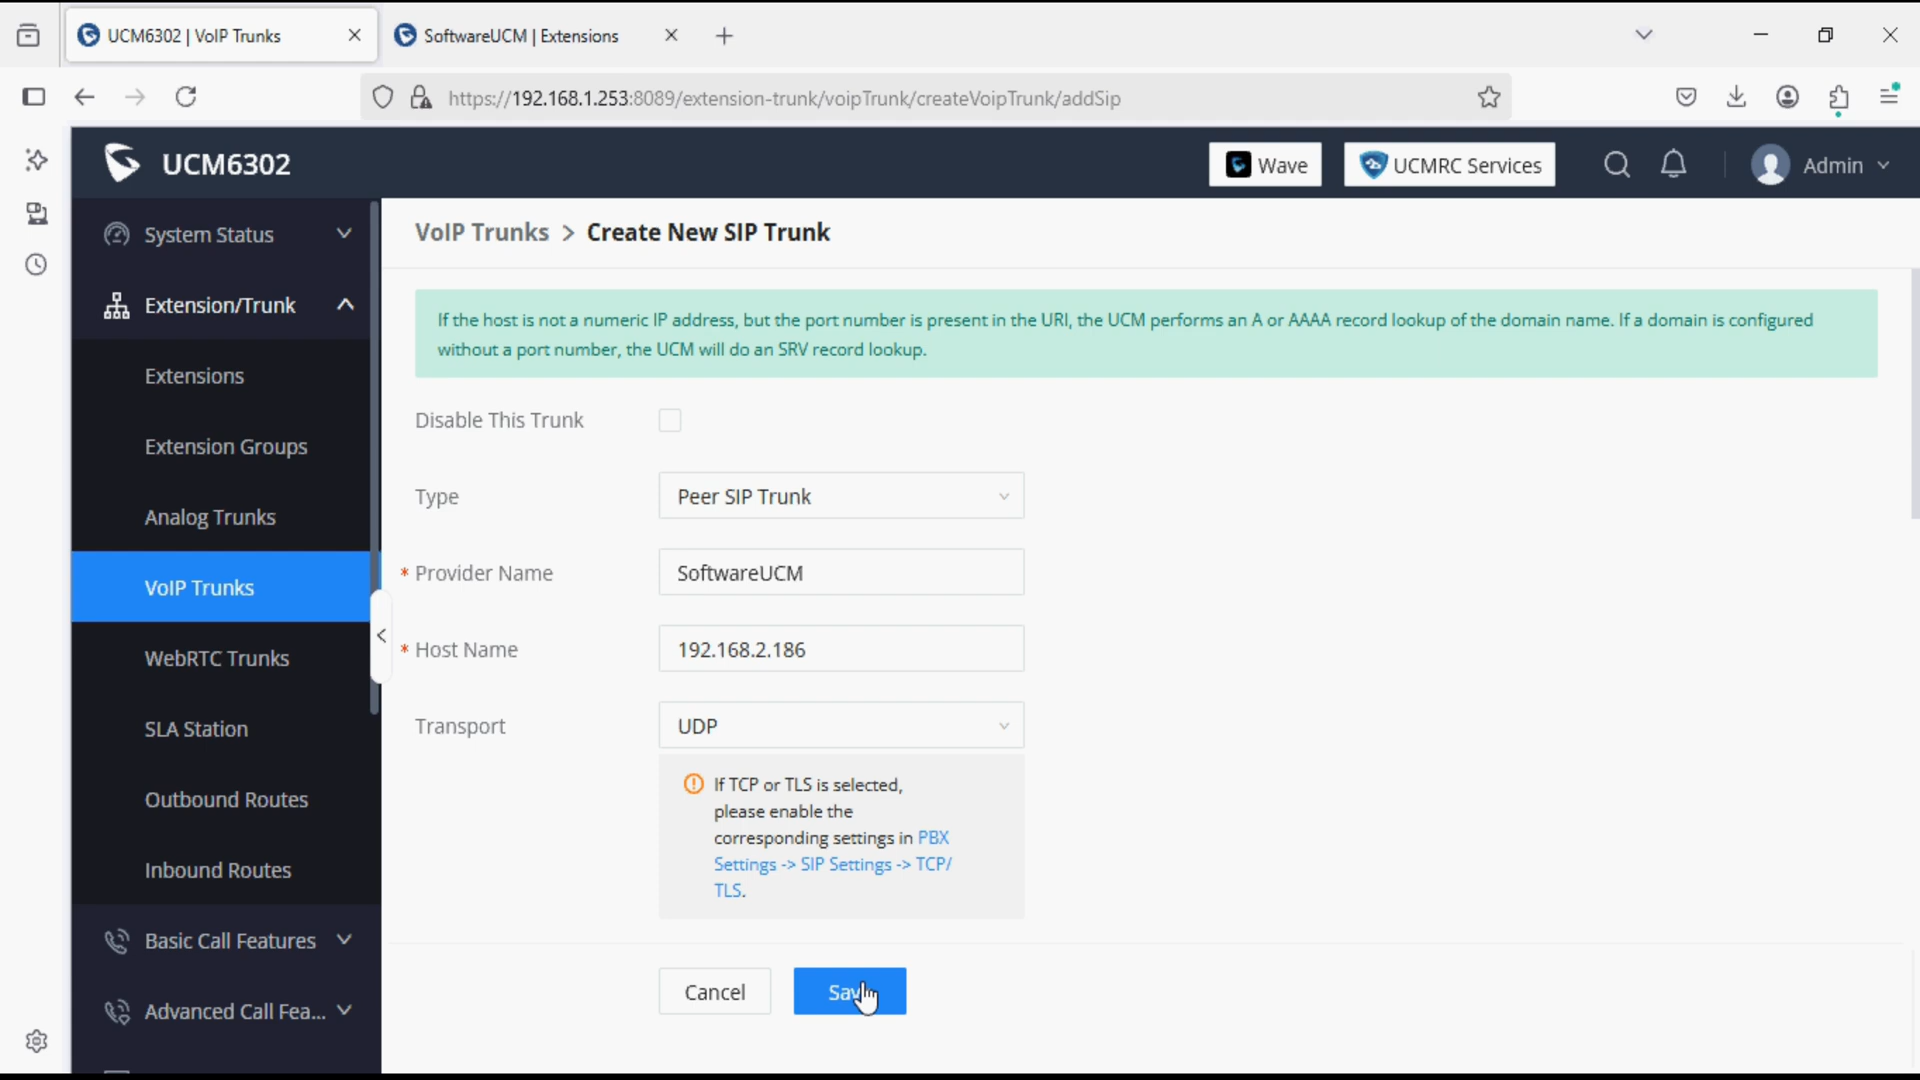 UCM6302 | VoIP Trunks
SoftwareUCM | Extensions
https://192.168.1.253:8089/extension-trunk/voipTrunk/createVoipTrunk/addSip
UCM6302
Wave
UCMRC Services
Admin
System Status
Extension/Trunk
Extensions
Extension Groups
Analog Trunks
VoIP Trunks
WebRTC Trunks
SLA Station
Outbound Routes
Inbound Routes
Basic Call Features
Advanced Call Fea...
VoIP Trunks > Create New SIP Trunk
If the host is not a numeric IP address, but the port number is present in the URI, the UCM performs an A or AAAA record lookup of the domain name. If a domain is configured
without a port number, the UCM will do an SRV record lookup.
Disable This Trunk
Type
Peer SIP Trunk
* Provider Name
SoftwareUCM
* Host Name
192.168.2.186
Transport
UDP
If TCP or TLS is selected,
please enable the
corresponding settings in PBX
Settings -> SIP Settings -> TCP/
TLS.
Cancel